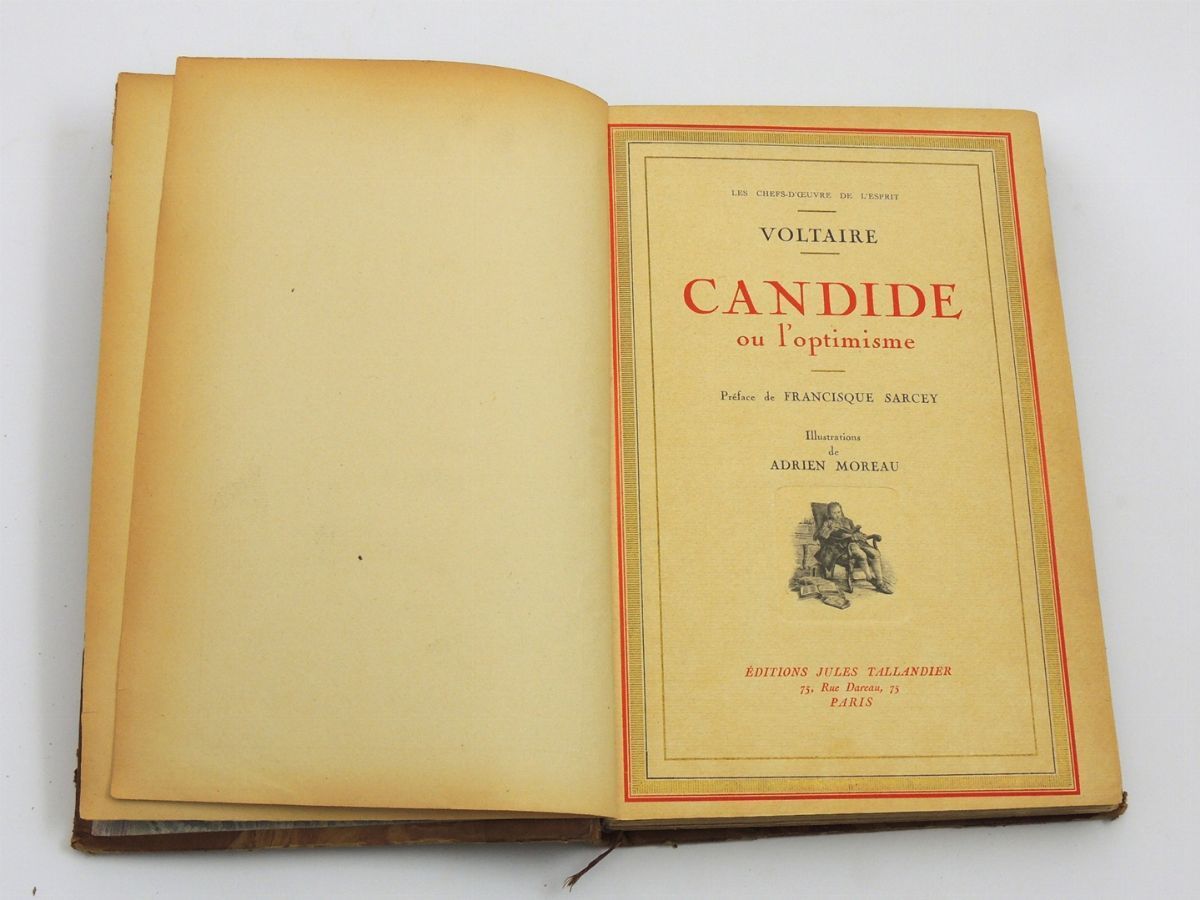 LES CHEFS-D'ŒUVRE DE L'ESPRIT
VOLTAIRE
CANDIDE
ou l'optimisme
Préface de FRANCISQUE SARCEY
Illustrations
de
ADRIEN MOREAU
ÉDITIONS JULES TALLANDIER
75, Rue Dareau, 75
PARIS